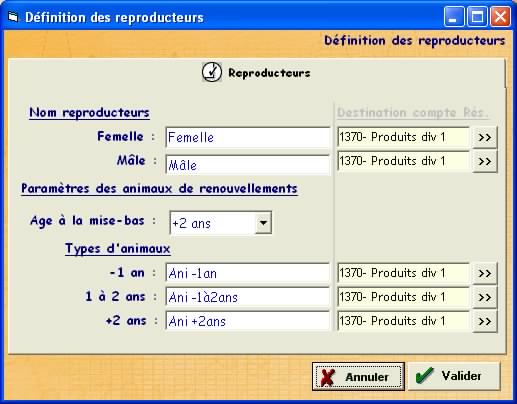 Définition des reproducteurs
Définition des reproducteurs
Reproducteurs
Nom reproducteurs Destination compte Rés.
Femelle : Femelle 1370- Produits div 1 >>
Mâle : Mâle 1370- Produits div 1 >>
Paramètres des animaux de renouvellements
Age à la mise-bas : +2 ans
Types d'animaux
-1 an : Ani -1an 1370- Produits div 1 >>
1 à 2 ans : Ani -1à2ans 1370- Produits div 1 >>
+2 ans : Ani +2ans 1370- Produits div 1 >>
Annuler Valider